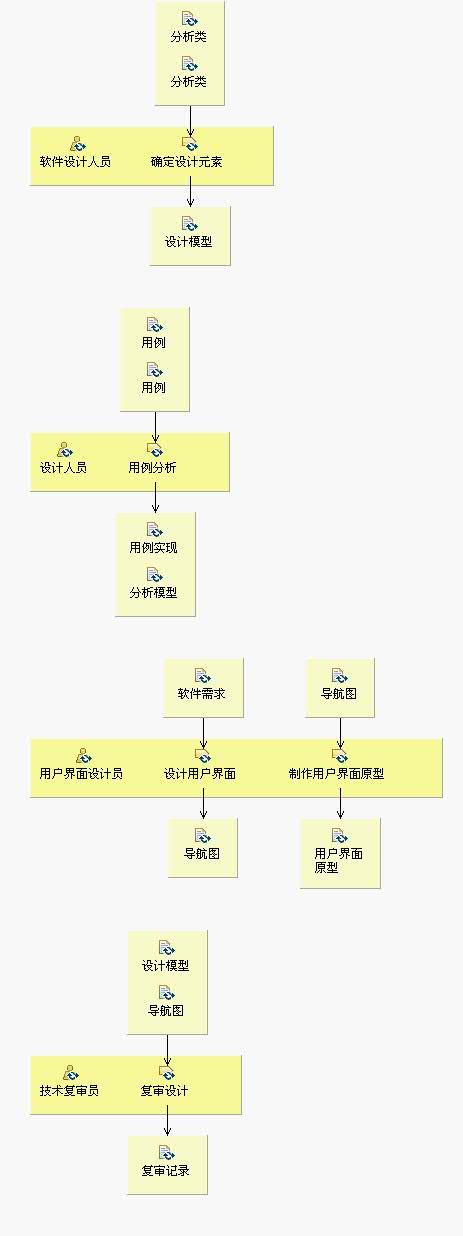 分析类
分析类
软件设计人员
确定设计元素
设计模型
用例
用例
设计人员
用例分析
用例实现
分析模型
软件需求
导航图
用户界面设计员
设计用户界面
制作用户界面原型
导航图
用户界面
原型
设计模型
导航图
技术复审员
复审设计
复审记录